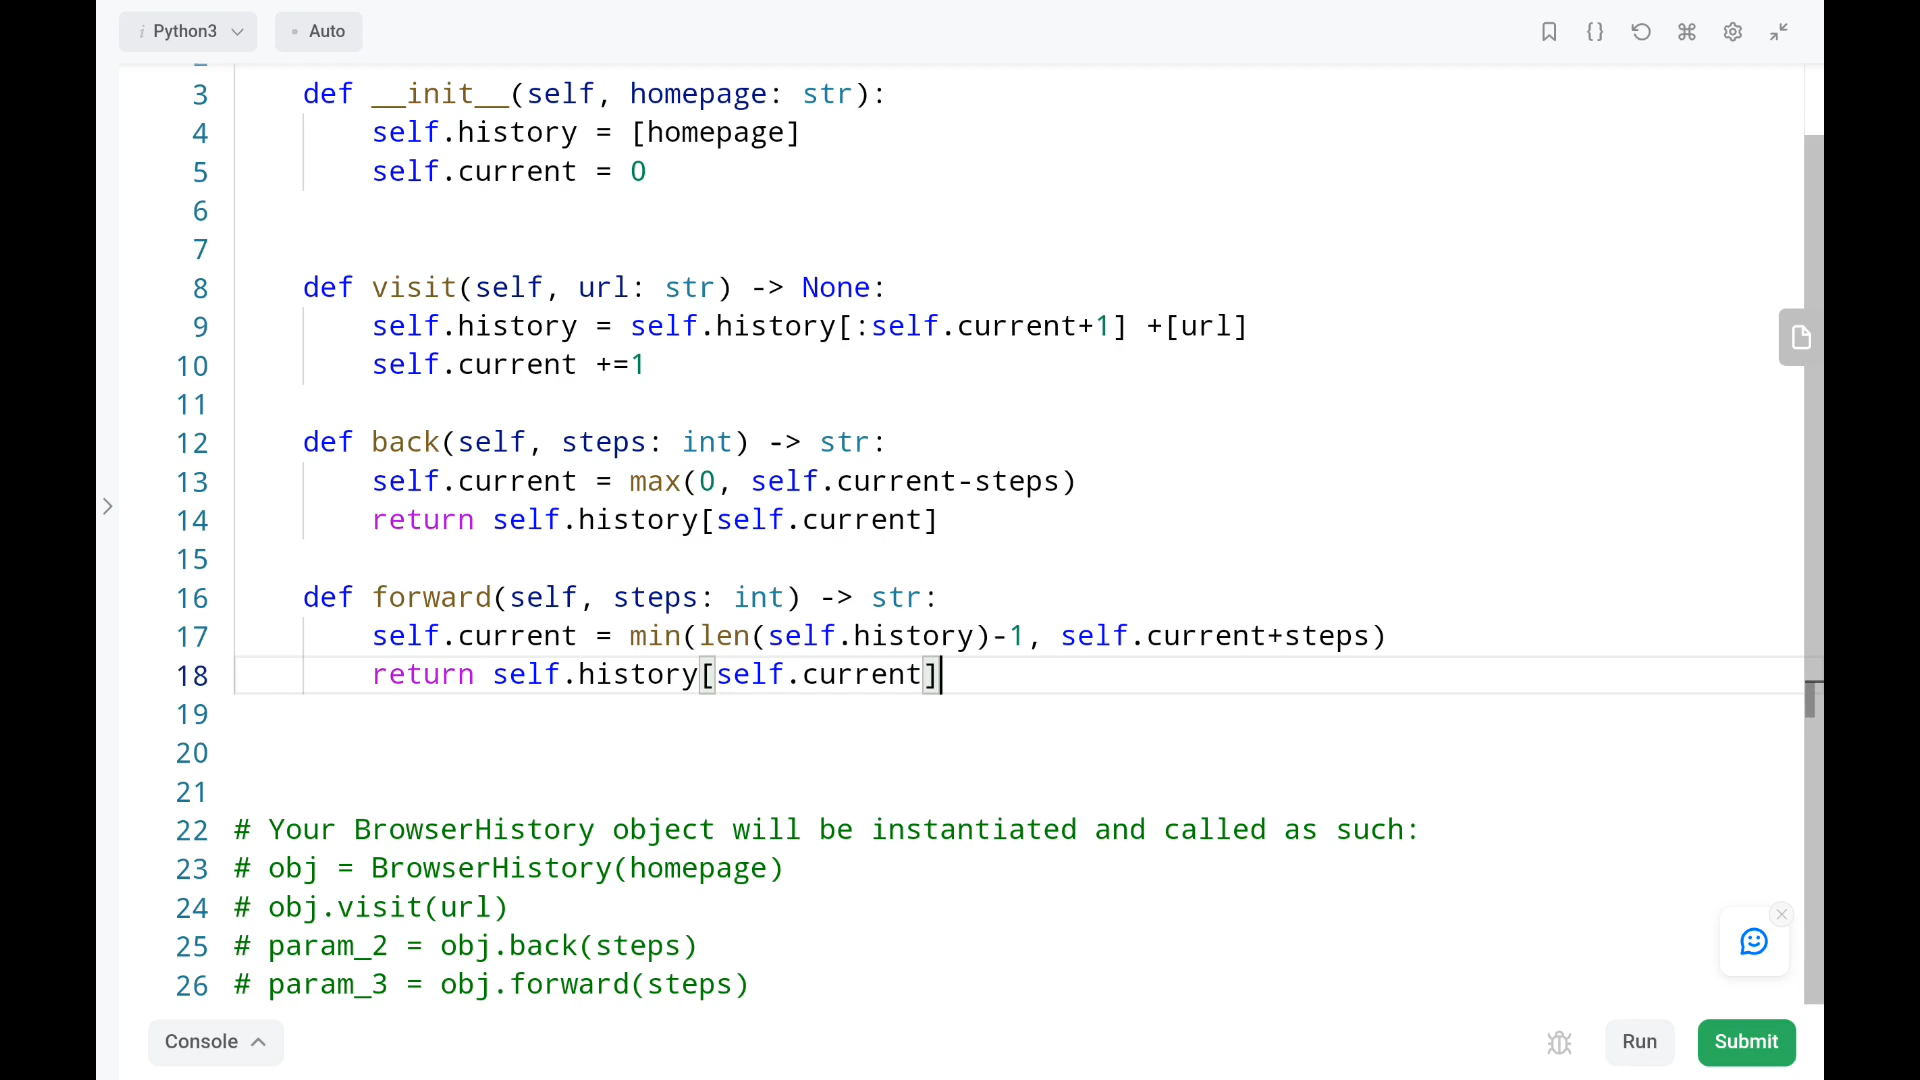 i Python3
Auto
3 def __init__(self, homepage: str):
4 self.history = [homepage]
5 self.current = 0
6
7
8 def visit(self, url: str) -> None:
9 self.history = self.history[:self.current+1] +[url]
10 self.current +=1
11
12 def back(self, steps: int) -> str:
13 self.current = max(0, self.current-steps)
14 return self.history[self.current]
15
16 def forward(self, steps: int) -> str:
17 self.current = min(len(self.history)-1, self.current+steps)
18 return self.history[self.current]
19
20
21
22 # Your BrowserHistory object will be instantiated and called as such:
23 # obj = BrowserHistory(homepage)
24 # obj.visit(url)
25 # param_2 = obj.back(steps)
26 # param_3 = obj.forward(steps)
Console
Run
Submit